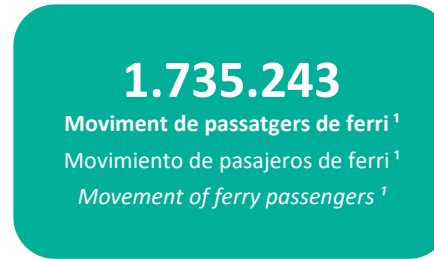 1.735.243
Moviment de passatgers de ferri ¹
Movimiento de pasajeros de ferri ¹
Movement of ferry passengers ¹